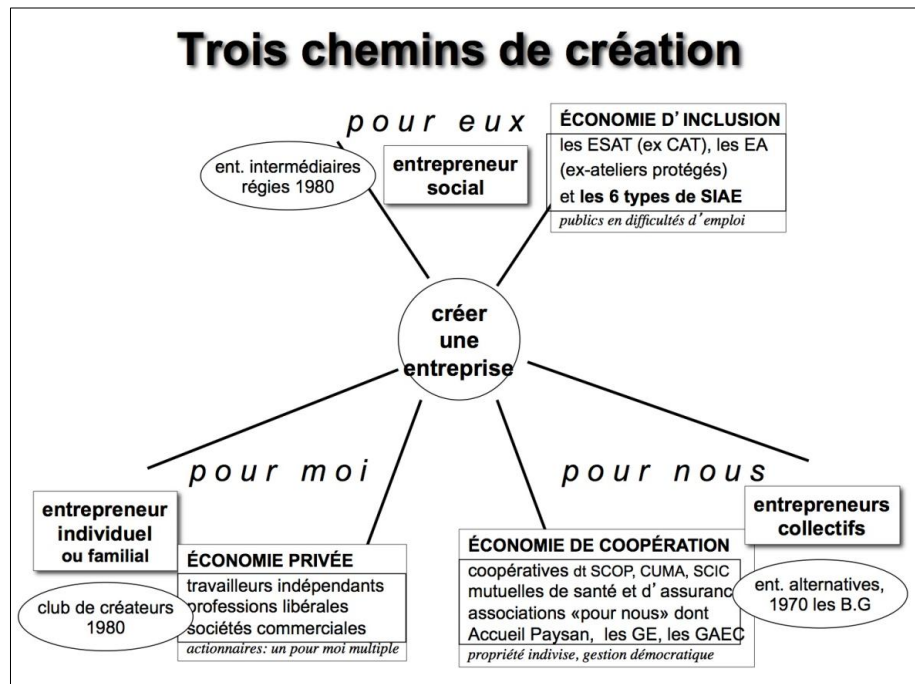 Trois chemins de création
pour eux
ent. intermédiaires
régies 1980
entrepreneur
social
ÉCONOMIE D'INCLUSION
les ESAT (ex CAT), les EA
(ex-ateliers protégés)
et les 6 types de SIAE
publics en difficultés d'emploi
créer
une
entreprise
pour moi
entrepreneur
individuel
ou familial
club de créateurs
1980
ÉCONOMIE PRIVÉE
travailleurs indépendants
professions libérales
sociétés commerciales
actionnaires: un pour moi multiple
pour nous
entrepreneurs
collectifs
ÉCONOMIE DE COOPÉRATION
coopératives dt SCOP, CUMA, SCIC
mutuelles de santé et d'assuranc
associations «pour nous» dont
Accueil Paysan, les GE, les GAEC
propriété indivise, gestion démocratique
ent. alternatives,
1970 les B.G